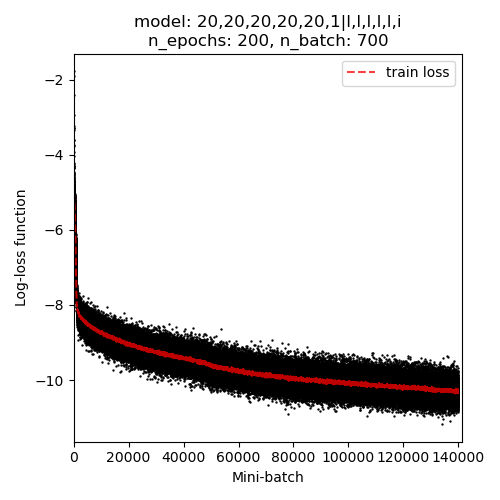 model: 20,20,20,20,20,1|l,l,l,l,l,i
n_epochs: 200, n_batch: 700
train loss
−2
−4
−6
−8
−10
Log-loss function
0
20000
40000
60000
80000
100000
120000
140000
Mini-batch